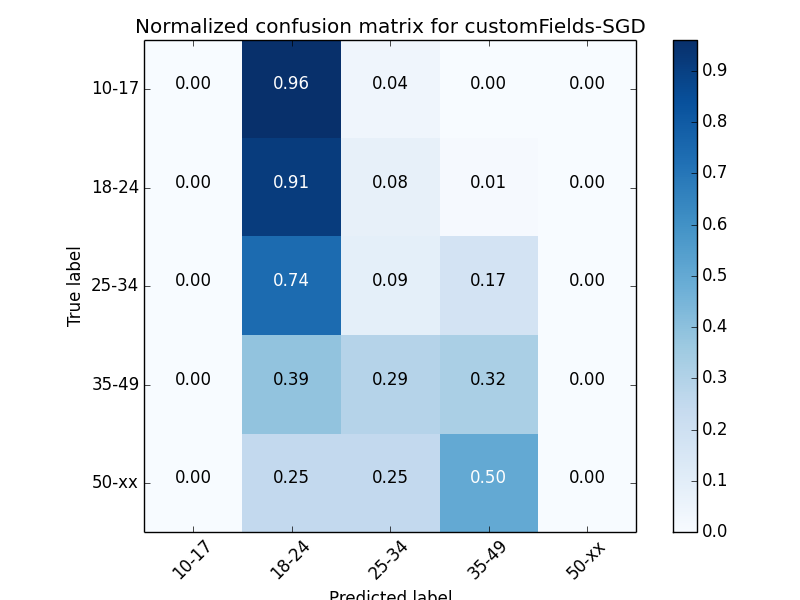 Normalized confusion matrix for customFields-SGD
True label
10-17 0.00 0.96 0.04 0.00 0.00
18-24 0.00 0.91 0.08 0.01 0.00
25-34 0.00 0.74 0.09 0.17 0.00
35-49 0.00 0.39 0.29 0.32 0.00
50-xx 0.00 0.25 0.25 0.50 0.00
10-17 18-24 25-34 35-49 50-xx
Predicted label
0.9
0.8
0.7
0.6
0.5
0.4
0.3
0.2
0.1
0.0